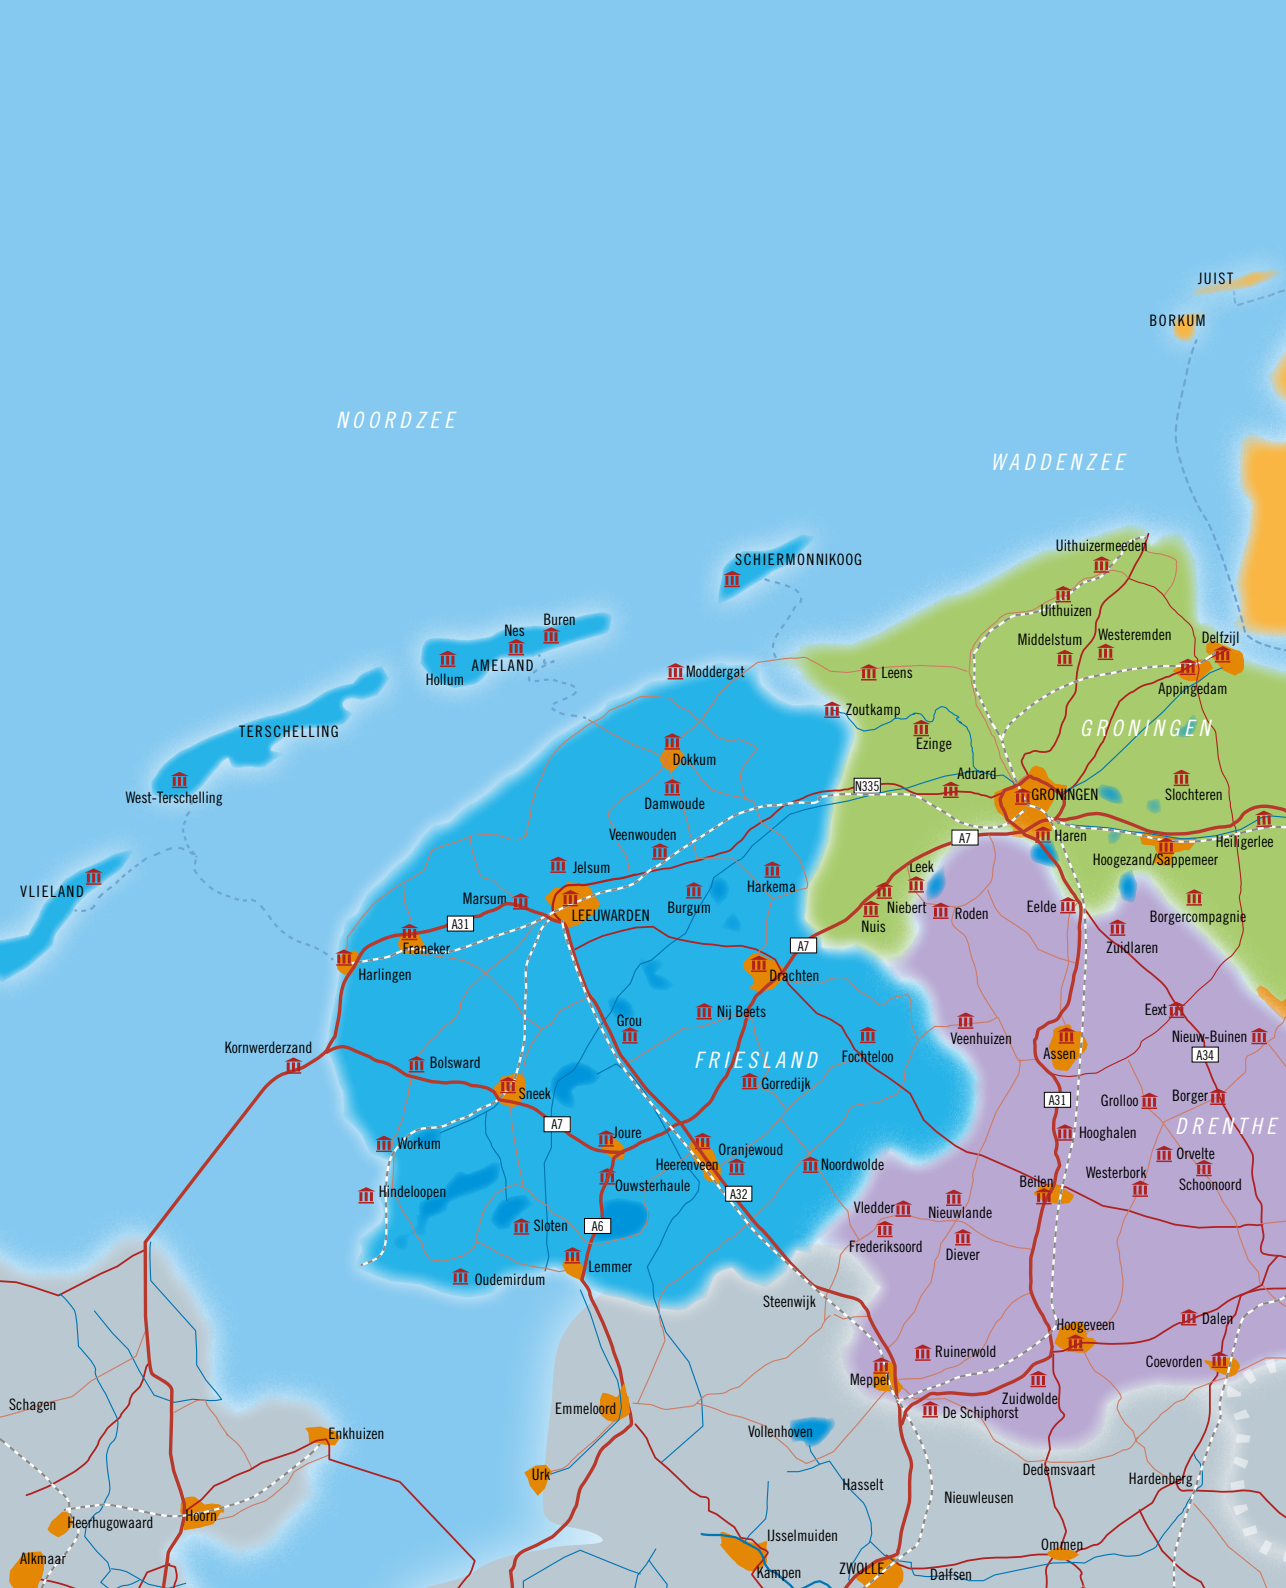 JUIST
BORKUM
NOORDZEE
WADDENZEE
Uithuizermeeden
SCHIERMONNIKOOG
Uithuizen
Buren
Nes
Westeremden
Middelstum
Delfzijl
AMELAND
Hollum
Moddergat
Leens
Appingedam
Zoutkamp
GRONINGEN
TERSCHELLING
Ezinge
Dokkum
Aduard
N335
GRONINGEN
Slochteren
West-Terschelling
Damwoude
Veenwouden
A7
Haren
Heiligerlee
Hoogezand/Sappemeer
Jelsum
Leek
Harkema
VLIELAND
Marsum
Burgum
Niebert
Roden
Eelde
LEEUWARDEN
Borgercompagnie
A31
Nuis
Franeker
A7
Zuidlaren
Harlingen
Drachten
Nij Beets
Eext
Grou
Veenhuizen
Nieuw-Buinen
Kornwerderzand
Fochteloo
Assen
A34
Bolsward
FRIESLAND
Gorredijk
Sneek
A31
Grolloo
Borger
A7
DRENTHE
Joure
Hooghalen
Workum
Oranjewoud
Orvelte
Heerenveen
Noordwolde
Westerbork
Ouwsterhaule
Beilen
Schoonoord
Hindeloopen
A32
Vledder
Nieuwlande
Sloten
A6
Frederiksoord
Diever
Lemmer
Oudemirdum
Steenwijk
Dalen
Hoogeveen
Ruinerwold
Coevorden
Meppel
Zuidwolde
Schagen
Emmeloord
De Schiphorst
Enkhuizen
Vollenhoven
Dedemsvaart
Urk
Hardenberg
Hasselt
Nieuwleusen
Hoorn
Heerhugowaard
IJsselmuiden
Ommen
Alkmaar
Kampen
ZWOLLE
Dalfsen